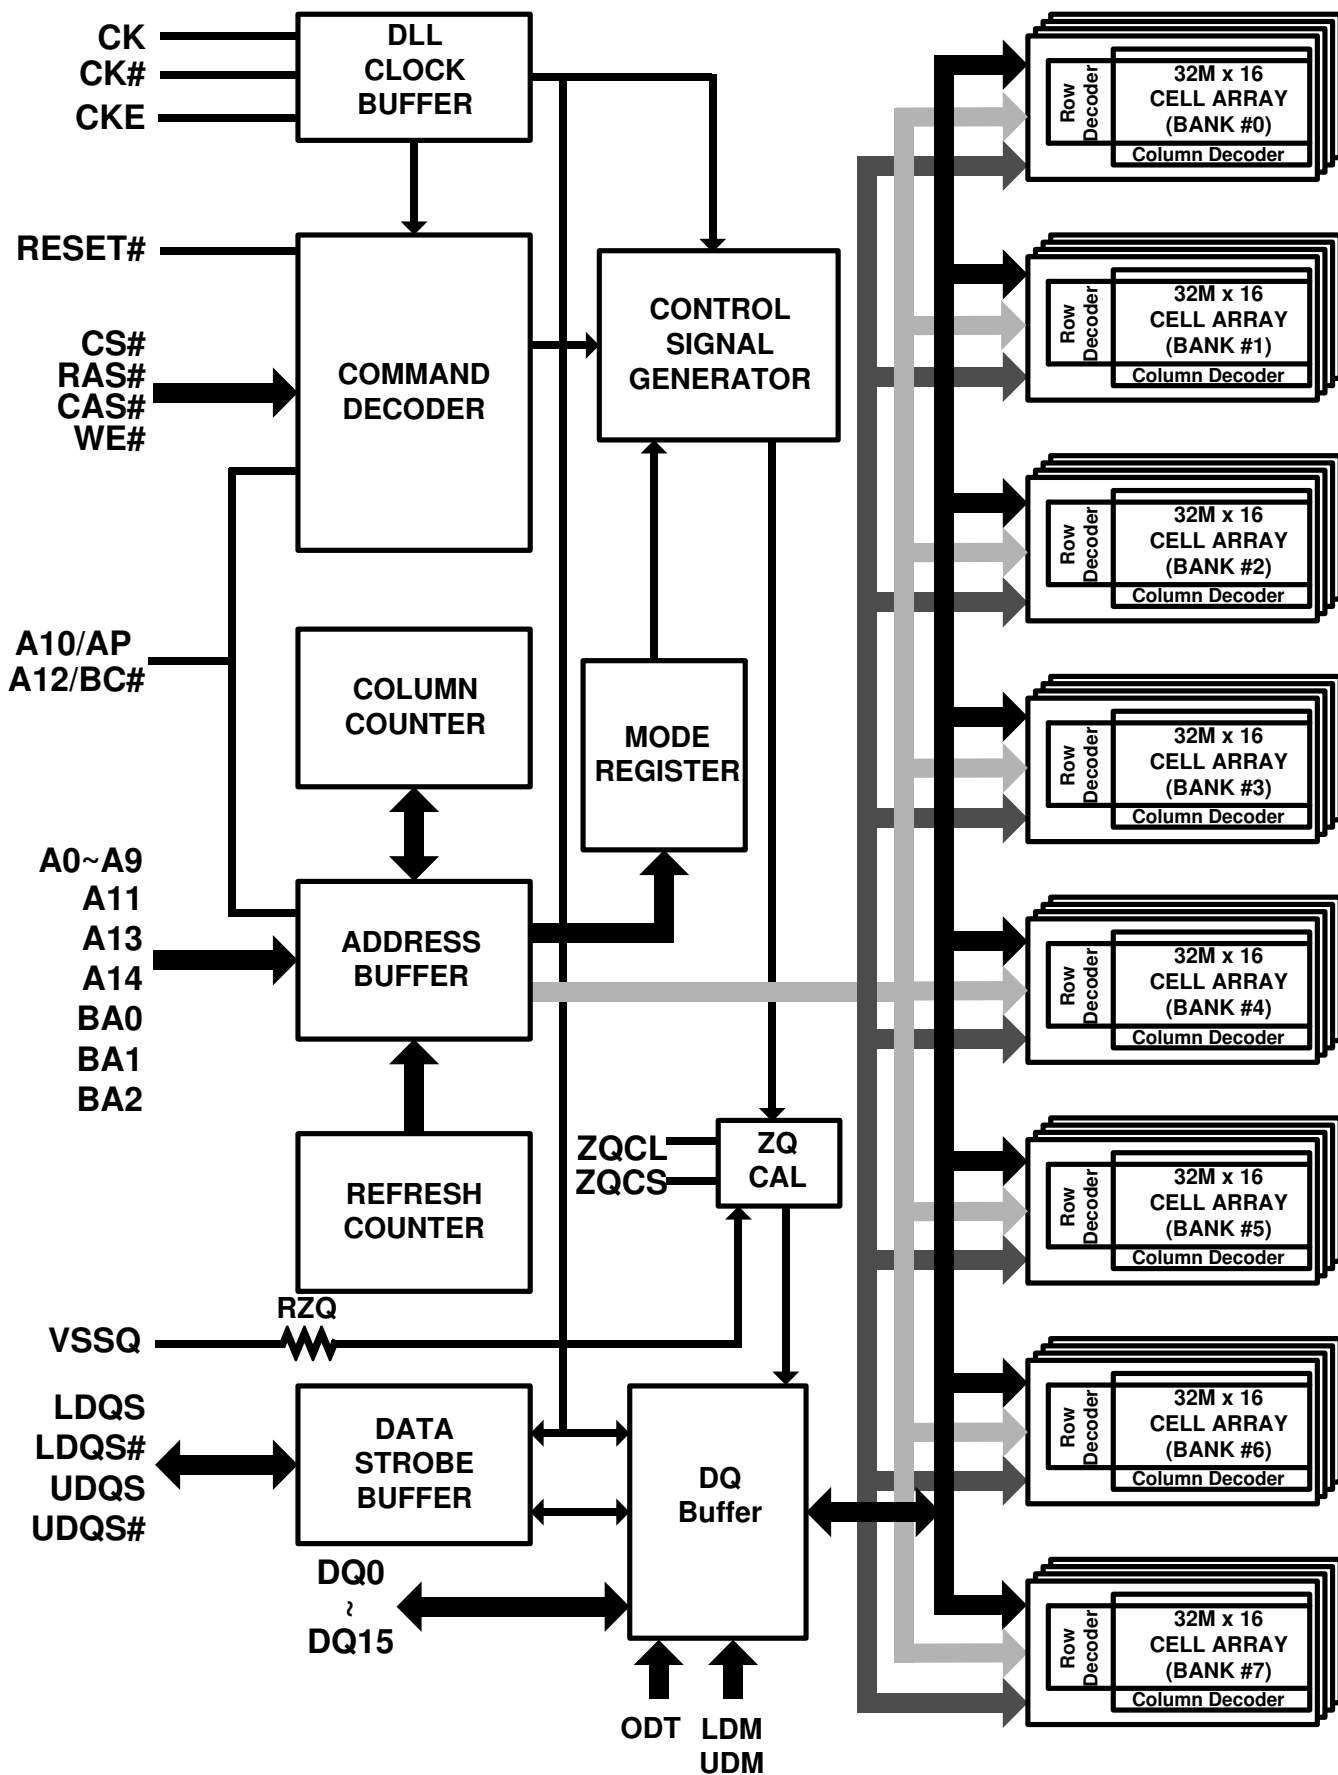 CK
CK#
CKE
DLL
CLOCK
BUFFER
RESET#
CS#
RAS#
CAS#
WE#
COMMAND
DECODER
CONTROL
SIGNAL
GENERATOR
A10/AP
A12/BC#
COLUMN
COUNTER
MODE
REGISTER
A0~A9
A11
A13
A14
BA0
BA1
BA2
ADDRESS
BUFFER
REFRESH
COUNTER
ZQCL
ZQCS
ZQ
CAL
RZQ
VSSQ
LDQS
LDQS#
UDQS
UDQS#
DATA
STROBE
BUFFER
DQ
Buffer
DQ0
~
DQ15
ODT
LDM
UDM
Row
Decoder
32M x 16
CELL ARRAY
(BANK #0)
Column Decoder
Row
Decoder
32M x 16
CELL ARRAY
(BANK #1)
Column Decoder
Row
Decoder
32M x 16
CELL ARRAY
(BANK #2)
Column Decoder
Row
Decoder
32M x 16
CELL ARRAY
(BANK #3)
Column Decoder
Row
Decoder
32M x 16
CELL ARRAY
(BANK #4)
Column Decoder
Row
Decoder
32M x 16
CELL ARRAY
(BANK #5)
Column Decoder
Row
Decoder
32M x 16
CELL ARRAY
(BANK #6)
Column Decoder
Row
Decoder
32M x 16
CELL ARRAY
(BANK #7)
Column Decoder